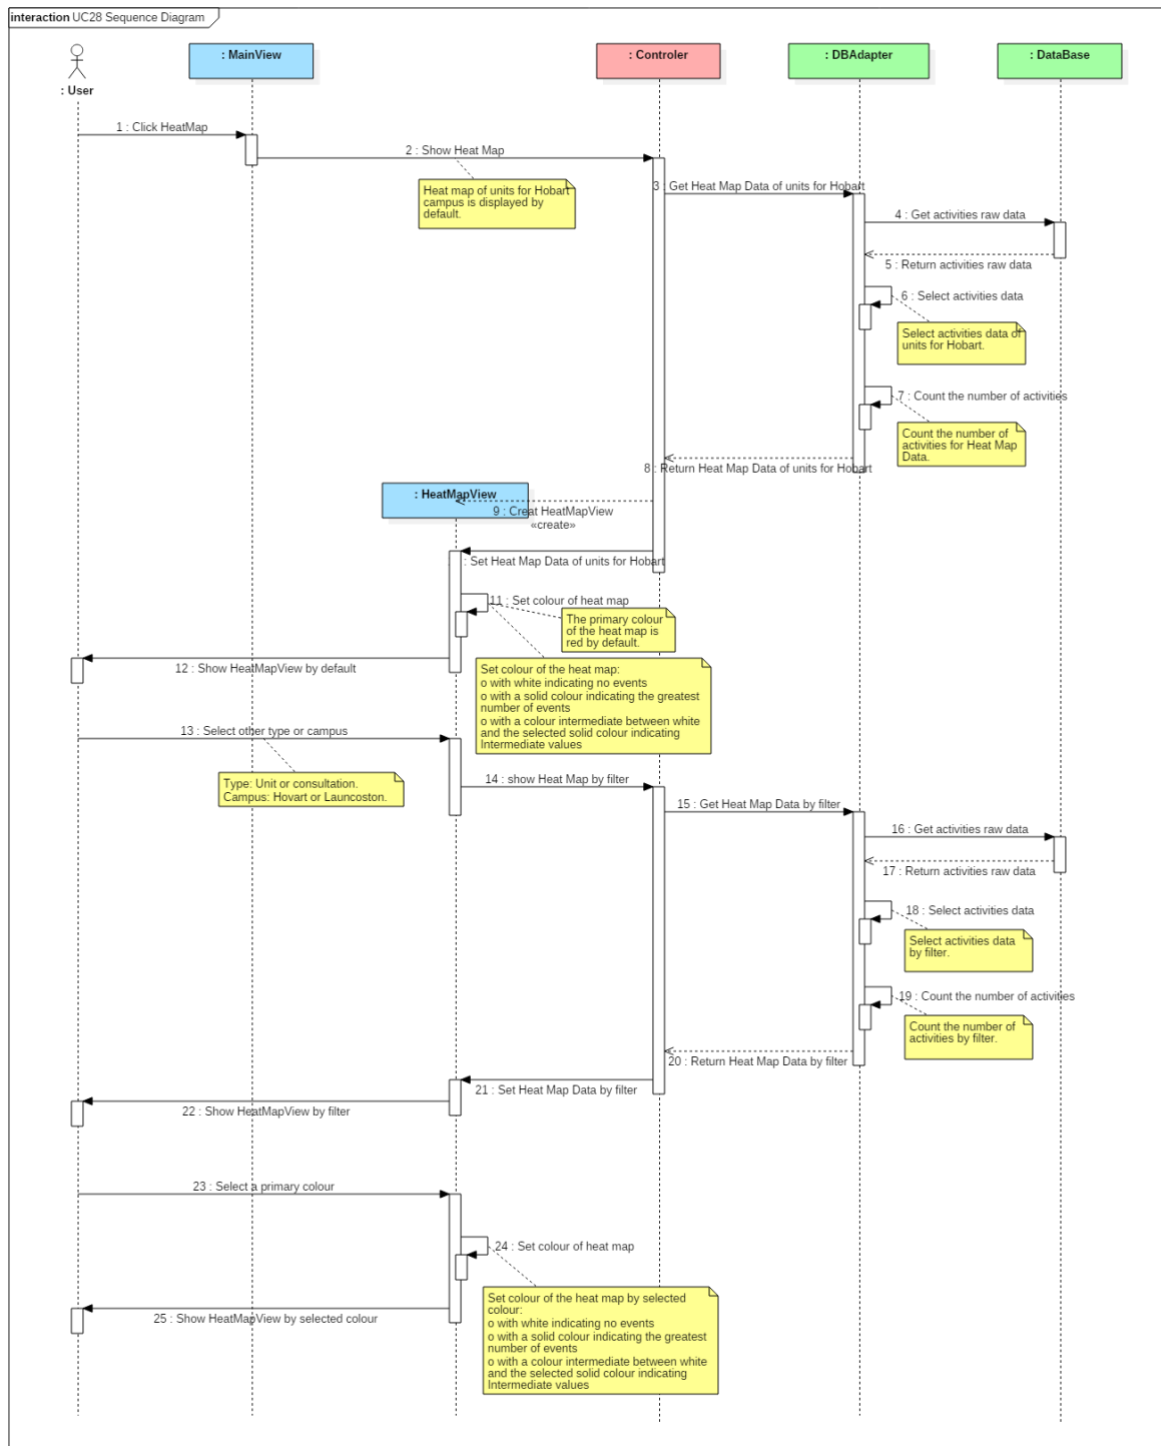 interaction UC28 Sequence Diagram
: User
: MainView
: Controler
: DBAdapter
: DataBase
1 : Click HeatMap
2 : Show Heat Map
Heat map of units for Hobart
campus is displayed by
default.
3 : Get Heat Map Data of units for Hobart
4 : Get activities raw data
5 : Return activities raw data
6 : Select activities data
Select activities data of
units for Hobart.
7 : Count the number of activities
Count the number of
activities for Heat Map
Data.
8 : Return Heat Map Data of units for Hobart
: HeatMapView
9 : Creat HeatMapView
«create»
: Set Heat Map Data of units for Hobart
11 : Set colour of heat map
The primary colour
of the heat map is
red by default.
12 : Show HeatMapView by default
Set colour of the heat map:
o with white indicating no events
o with a solid colour indicating the greatest
number of events
o with a colour intermediate between white
and the selected solid colour indicating
Intermediate values
13 : Select other type or campus
Type: Unit or consultation.
Campus: Hovart or Launcoston.
14 : show Heat Map by filter
15 : Get Heat Map Data by filter
16 : Get activities raw data
17 : Return activities raw data
18 : Select activities data
Select activities data
by filter.
19 : Count the number of activities
Count the number of
activities by filter.
20 : Return Heat Map Data by filter
21 : Set Heat Map Data by filter
22 : Show HeatMapView by filter
23 : Select a primary colour
24 : Set colour of heat map
Set colour of the heat map by selected
colour:
o with white indicating no events
o with a solid colour indicating the greatest
number of events
o with a colour intermediate between white
and the selected solid colour indicating
Intermediate values
25 : Show HeatMapView by selected colour